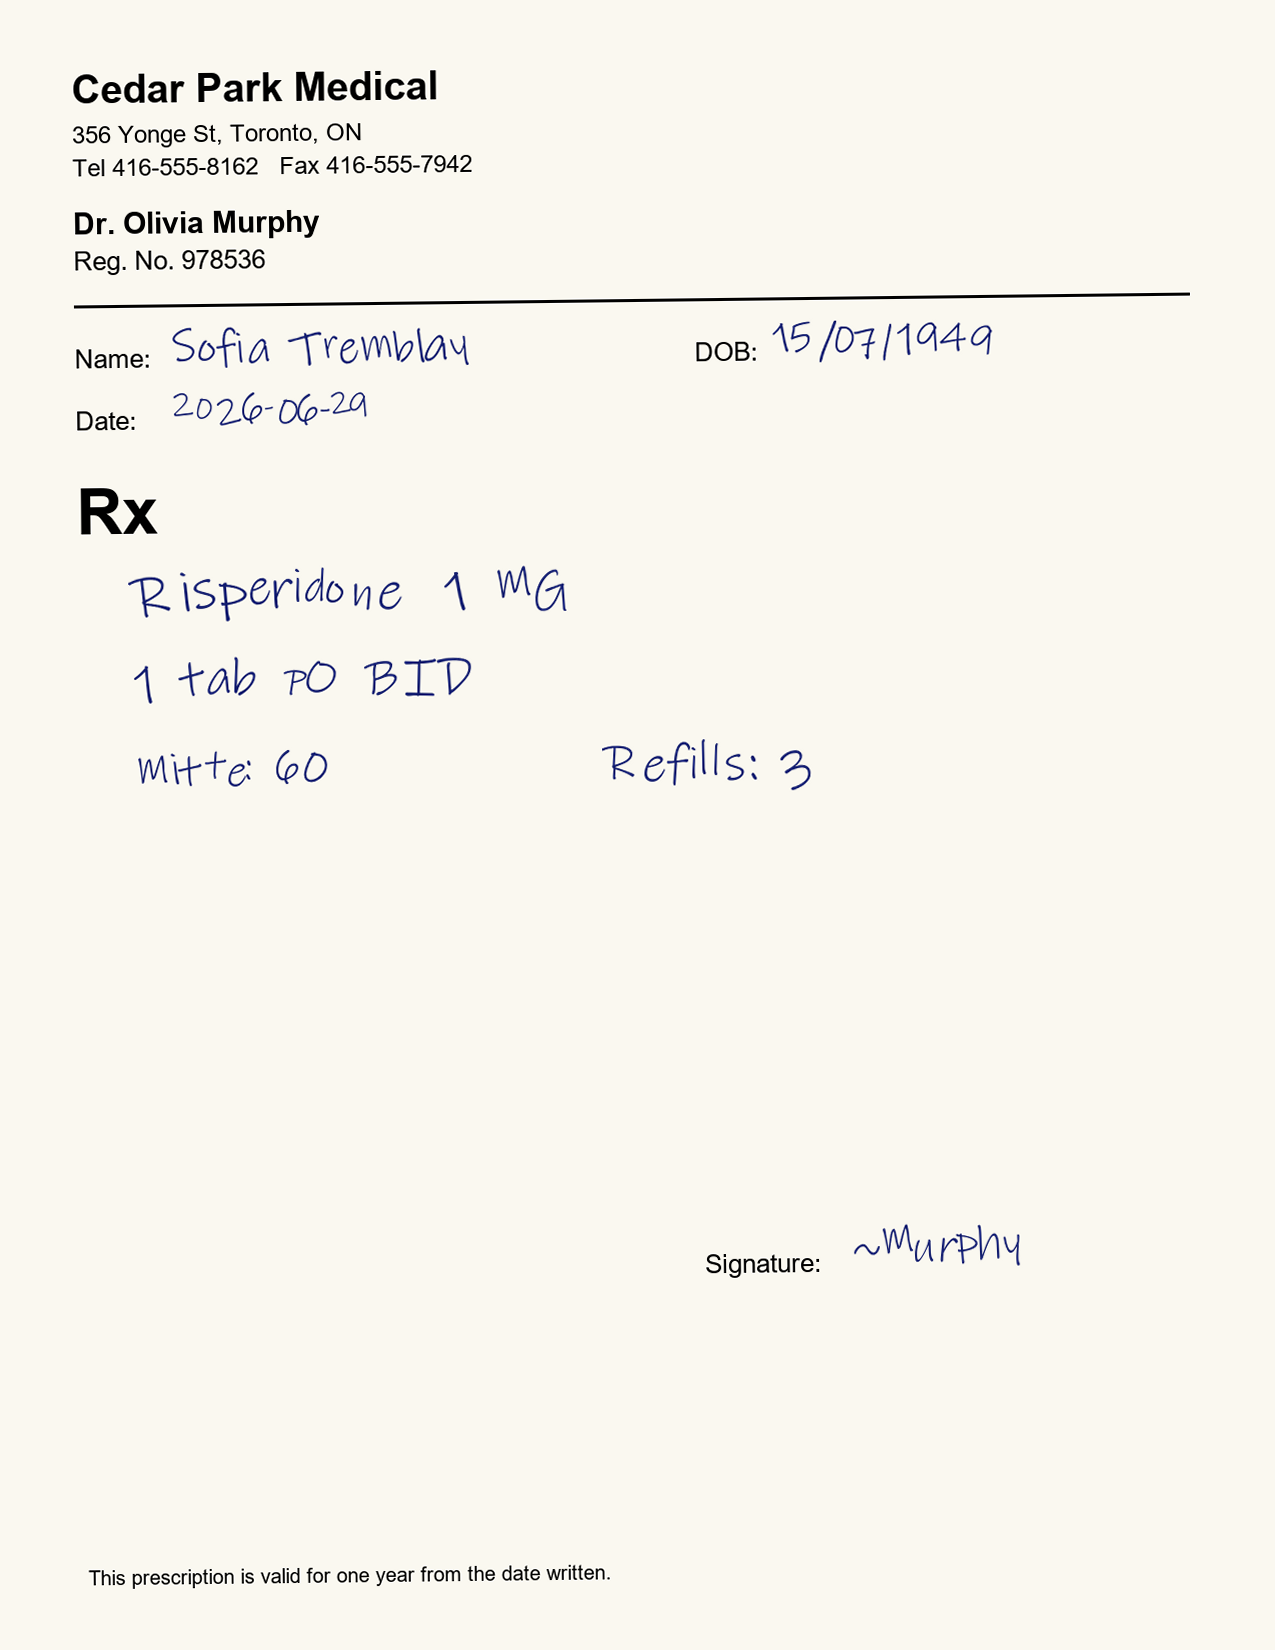 Cedar Park Medical
356 Yonge St, Toronto, ON
Tel 416-555-8162 Fax 416-555-7942
Dr. Olivia Murphy
Reg. No. 978536
Name: Sofia Tremblay DOB: 15/07/1949
Date: 2026-06-29
Rx
Risperidone 1 MG
1 tab PO BID
Mitte: 60 Refills: 3
Signature: ~Murphy
This prescription is valid for one year from the date written.